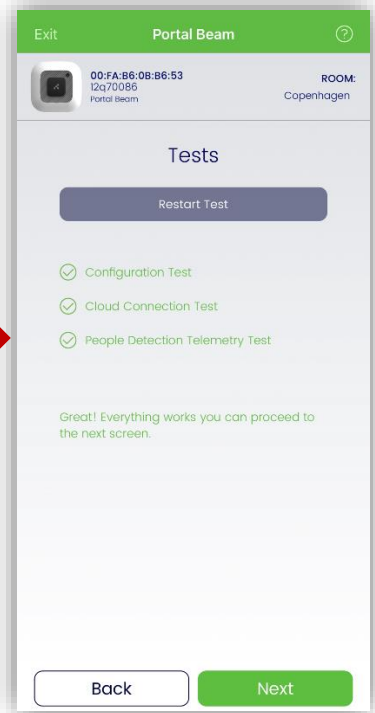 Exit Portal Beam ?
00:FA:B6:0B:B6:53 ROOM:
12q70086 Copenhagen
Portal Beam
Tests
Restart Test
Configuration Test
Cloud Connection Test
People Detection Telemetry Test
Great! Everything works you can proceed to
the next screen.
Back Next